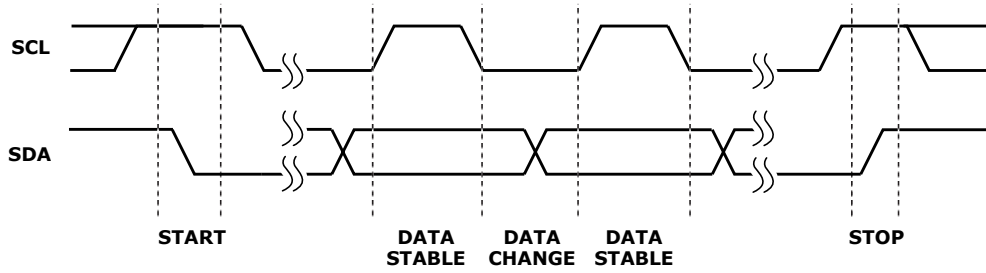 SCL
SDA
START
DATA
STABLE
DATA
CHANGE
DATA
STABLE
STOP